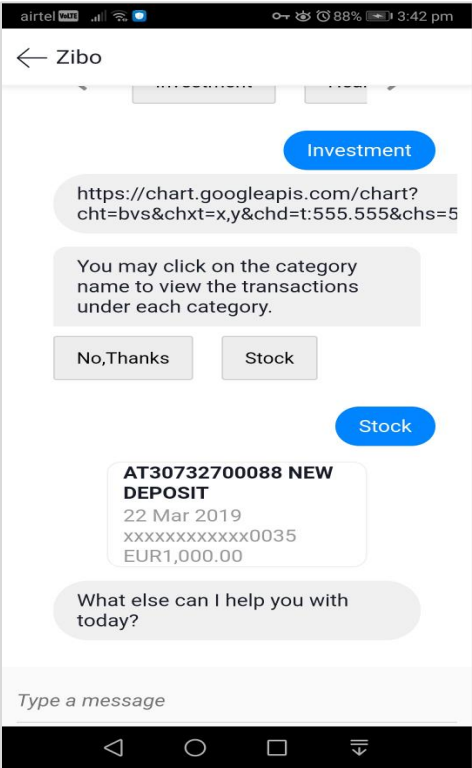 airtel VoLTE 88% 3:42 pm
Zibo
Investment
Investment
https://chart.googleapis.com/chart?
cht=bvs&chxt=x,y&chd=t:555.555&chs=5
You may click on the category
name to view the transactions
under each category.
No,Thanks Stock
Stock
AT30732700088 NEW
DEPOSIT
22 Mar 2019
xxxxxxxxxxxx0035
EUR1,000.00
What else can I help you with
today?
Type a message